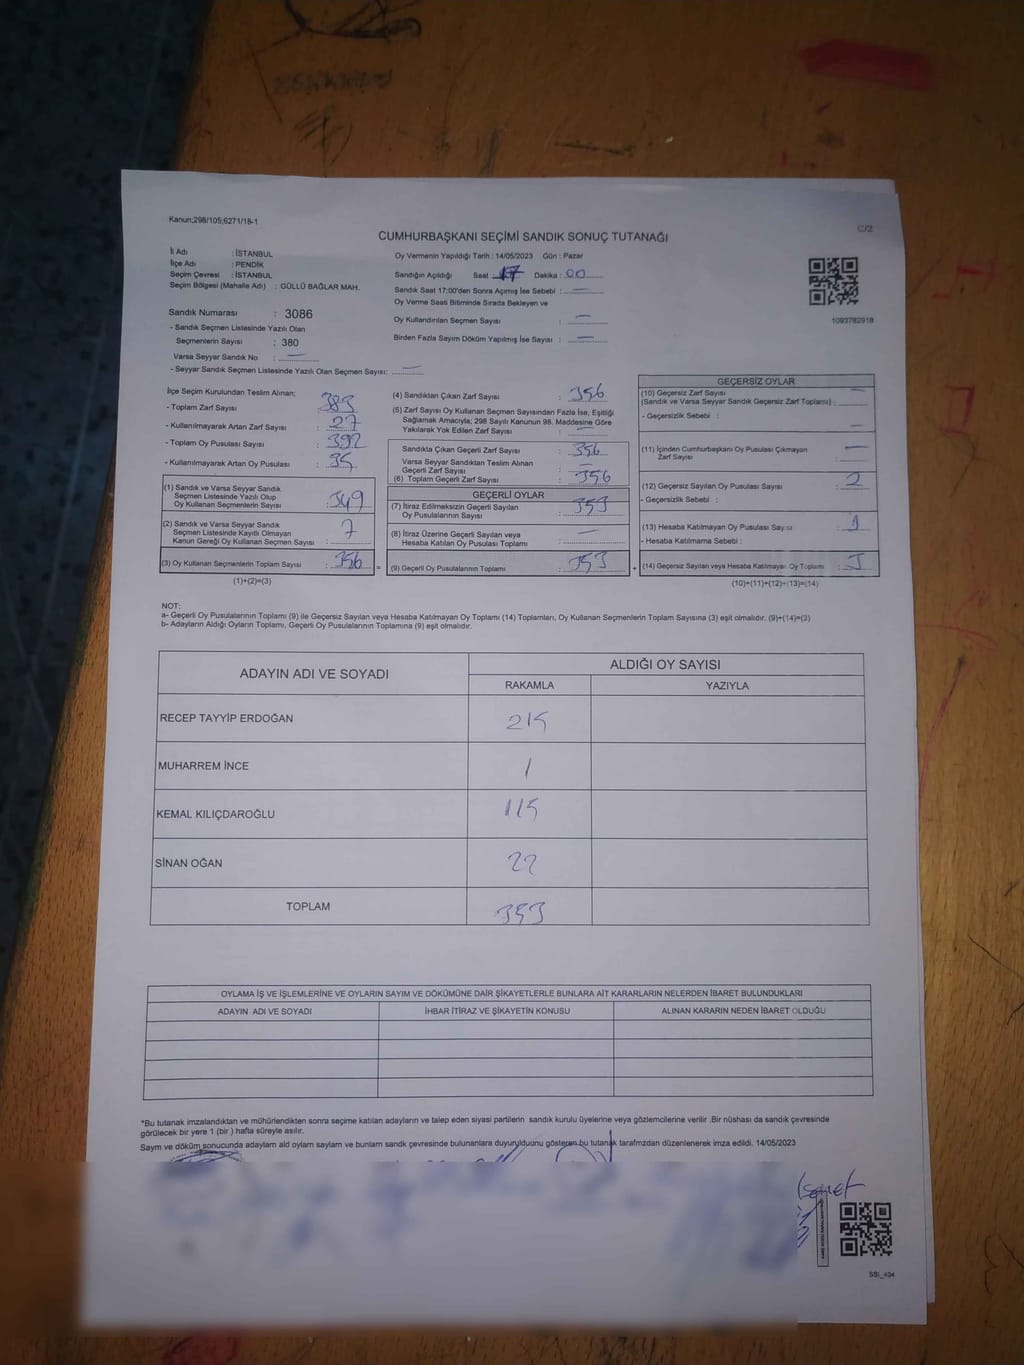 Kanun;298/105;6271/18-1
C/2
CUMHURBAŞKANI SEÇİMİ SANDIK SONUÇ TUTANAĞI
İl Adı : İSTANBUL
İlçe Adı : PENDİK
Seçim Çevresi : İSTANBUL
Seçim Bölgesi (Mahalle Adı) : GÜLLÜ BAĞLAR MAH.
Sandık Numarası : 3086
- Sandık Seçmen Listesinde Yazılı Olan
Seçmenlerin Sayısı : 380
Varsa Seyyar Sandık No : —
- Seyyar Sandık Seçmen Listesinde Yazılı Olan Seçmen Sayısı: —
Oy Vermenin Yapıldığı Tarih : 14/05/2023 Gün : Pazar
Sandığın Açıldığı Saat : 17 Dakika : 00
Sandık Saat 17:00'den Sonra Açılmış İse Sebebi : —
Oy Verme Saati Bitiminde Sırada Bekleyen ve
Oy Kullandırılan Seçmen Sayısı : —
Birden Fazla Sayım Döküm Yapılmış İse Sayısı : —
1093782918
İlçe Seçim Kurulundan Teslim Alınan;
- Toplam Zarf Sayısı : 383
- Kullanılmayarak Artan Zarf Sayısı : 27
- Toplam Oy Pusulası Sayısı : 392
- Kullanılmayarak Artan Oy Pusulası : 35
(1) Sandık ve Varsa Seyyar Sandık
Seçmen Listesinde Yazılı Olup
Oy Kullanan Seçmenlerin Sayısı : 349
(2) Sandık ve Varsa Seyyar Sandık
Seçmen Listesinde Kayıtlı Olmayan
Kanun Gereği Oy Kullanan Seçmen Sayısı : 7
(3) Oy Kullanan Seçmenlerin Toplam Sayısı : 356
(1)+(2)=(3)
(4) Sandıktan Çıkan Zarf Sayısı : 356
(5) Zarf Sayısı Oy Kullanan Seçmen Sayısından Fazla İse, Eşitliği
Sağlamak Amacıyla; 298 Sayılı Kanunun 98. Maddesine Göre
Yakılarak Yok Edilen Zarf Sayısı : —
Sandıkta Çıkan Geçerli Zarf Sayısı : 356
Varsa Seyyar Sandıktan Teslim Alınan
Geçerli Zarf Sayısı : —
(6) Toplam Geçerli Zarf Sayısı : 356
GEÇERLİ OYLAR
(7) İtiraz Edilmeksizin Geçerli Sayılan
Oy Pusulalarının Sayısı : 353
(8) İtiraz Üzerine Geçerli Sayılan veya
Hesaba Katılan Oy Pusulası Toplamı : —
= (9) Geçerli Oy Pusulalarının Toplamı : 353
GEÇERSİZ OYLAR
(10) Geçersiz Zarf Sayısı
(Sandık ve Varsa Seyyar Sandık Geçersiz Zarf Toplamı) : —
- Geçersizlik Sebebi : —
(11) İçinden Cumhurbaşkanı Oy Pusulası Çıkmayan
Zarf Sayısı : —
(12) Geçersiz Sayılan Oy Pusulası Sayısı : 2
- Geçersizlik Sebebi :
(13) Hesaba Katılmayan Oy Pusulası Sayısı : 1
- Hesaba Katılmama Sebebi :
+ (14) Geçersiz Sayılan veya Hesaba Katılmayan Oy Toplamı : 3
(10)+(11)+(12)+(13)=(14)
NOT:
a- Geçerli Oy Pusulalarının Toplamı (9) ile Geçersiz Sayılan veya Hesaba Katılmayan Oy Toplamı (14) Toplamları, Oy Kullanan Seçmenlerin Toplam Sayısına (3) eşit olmalıdır. (9)+(14)=(3)
b- Adayların Aldığı Oyların Toplamı, Geçerli Oy Pusulalarının Toplamına (9) eşit olmalıdır.
ADAYIN ADI VE SOYADI ALDIĞI OY SAYISI
RAKAMLA YAZIYLA
RECEP TAYYİP ERDOĞAN 215
MUHARREM İNCE 1
KEMAL KILIÇDAROĞLU 115
SİNAN OĞAN 22
TOPLAM 353
OYLAMA İŞ VE İŞLEMLERİNE VE OYLARIN SAYIM VE DÖKÜMÜNE DAİR ŞİKAYETLERLE BUNLARA AİT KARARLARIN NELERDEN İBARET BULUNDUKLARI
ADAYIN ADI VE SOYADI İHBAR İTİRAZ VE ŞİKAYETİN KONUSU ALINAN KARARIN NEDEN İBARET OLDUĞU
*Bu tutanak imzalandıktan ve mühürlendikten sonra seçime katılan adayların ve talep eden siyasi partilerin sandık kurulu üyelerine veya gözlemcilerine verilir .Bir nüshası da sandık çevresinde
görülecek bir yere 1 (bir ) hafta süreyle asılır.
Sayım ve döküm sonucunda adayların aldı oyların sayların ve bunların sandk çevresinde bulunanlara duyurulduunu gösteren bu tutanak tarafmzdan düzenlenerek imza edildi. 14/05/2023
SSİ_404